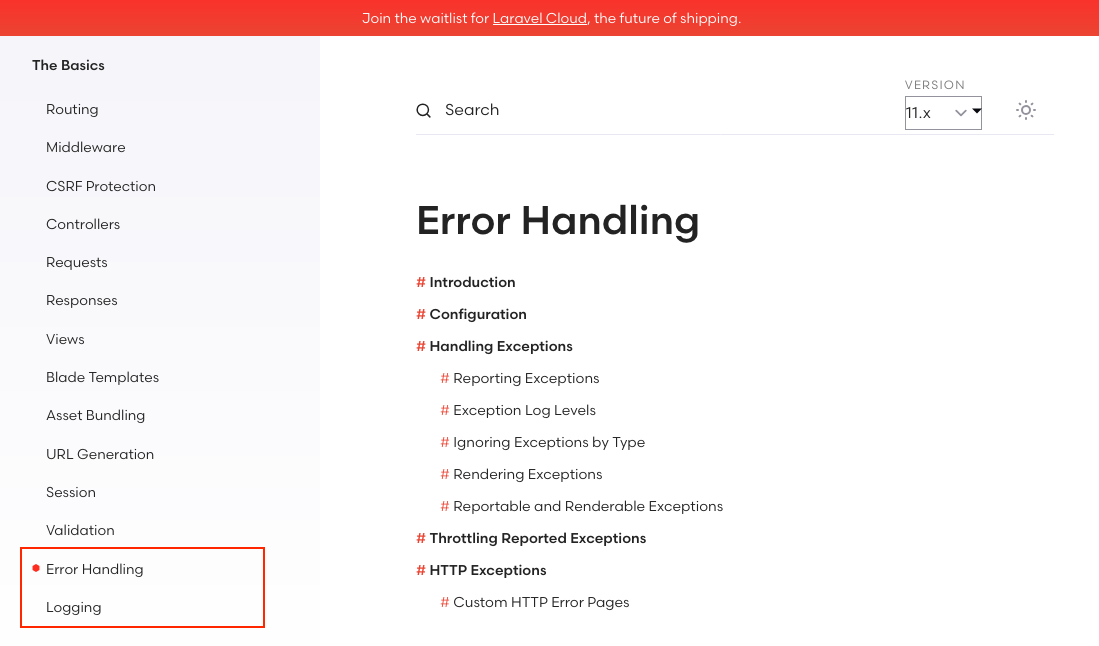 Join the waitlist for Laravel Cloud, the future of shipping.
The Basics
Routing
Middleware
CSRF Protection
Controllers
Requests
Responses
Views
Blade Templates
Asset Bundling
URL Generation
Session
Validation
Error Handling
Logging
VERSION
Search
11.x
Error Handling
# Introduction
# Configuration
# Handling Exceptions
# Reporting Exceptions
# Exception Log Levels
# Ignoring Exceptions by Type
# Rendering Exceptions
# Reportable and Renderable Exceptions
# Throttling Reported Exceptions
# HTTP Exceptions
# Custom HTTP Error Pages